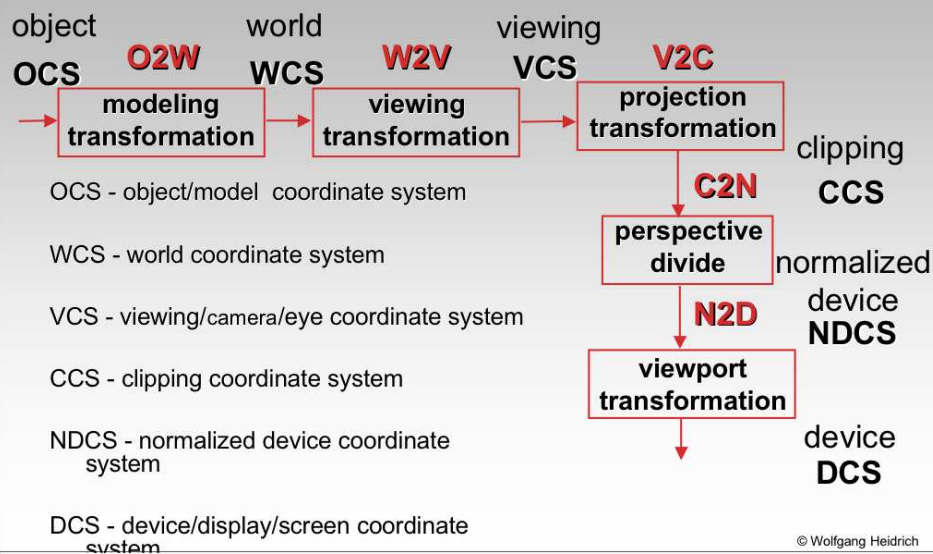 object
O2W
world
W2V
viewing
V2C
OCS
WCS
VCS
modeling
transformation
viewing
transformation
projection
transformation
clipping
CCS
C2N
OCS - object/model coordinate system
perspective
divide
WCS - world coordinate system
normalized
device
NDCS
N2D
VCS - viewing/camera/eye coordinate system
viewport
transformation
CCS - clipping coordinate system
NDCS - normalized device coordinate
system
device
DCS
DCS - device/display/screen coordinate
system
© Wolfgang Heidrich